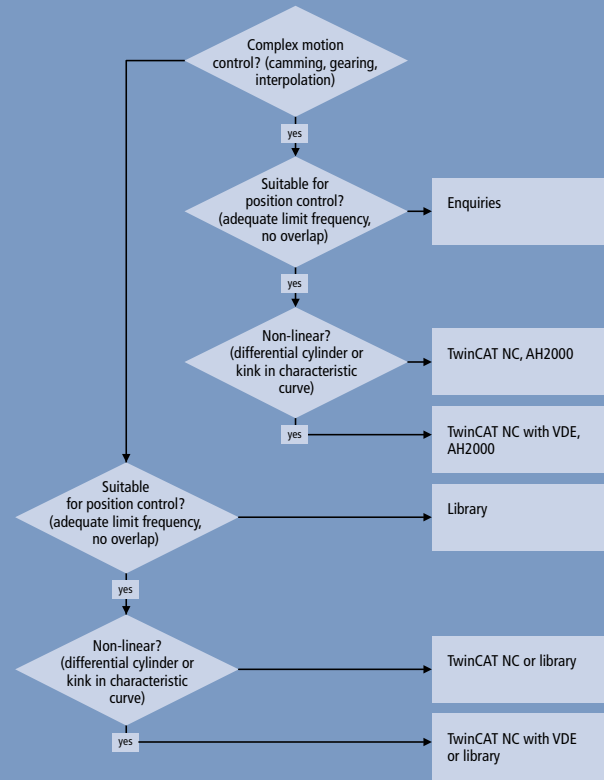 Complex motion
control? (camming, gearing,
interpolation)
yes
Suitable for
position control?
(adequate limit frequency,
no overlap)
Enquiries
yes
Non-linear?
(differential cylinder or
kink in characteristic
curve)
TwinCAT NC, AH2000
yes
TwinCAT NC with VDE,
AH2000
Suitable
for position control?
(adequate limit frequency,
no overlap)
Library
yes
Non-linear?
(differential cylinder or
kink in characteristic
curve)
TwinCAT NC or library
yes
TwinCAT NC with VDE
or library